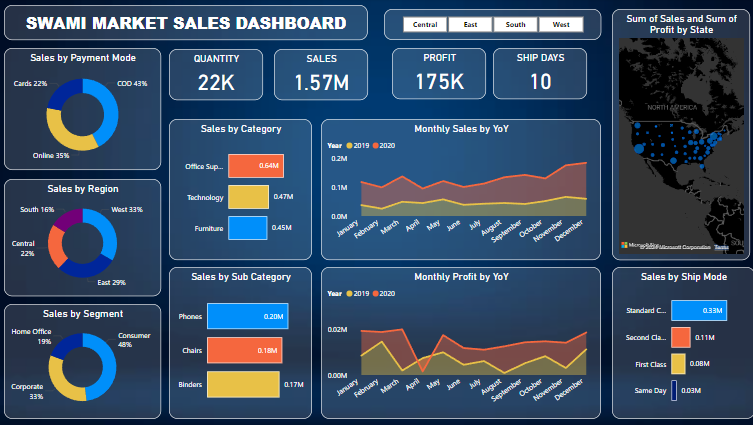 SWAMI MARKET SALES DASHBOARD
Central
East
South
West
Sum of Sales and Sum of
Profit by State
Sales by Payment Mode
Cards 22%
COD 43%
Online 35%
QUANTITY
22K
SALES
1.57M
PROFIT
175K
SHIP DAYS
10
NORTH AMERICA
Microsoft Bing
© 2024 Microsoft Corporation Terms
Sales by Category
Office Sup...
0.64M
Technology
0.47M
Furniture
0.45M
Monthly Sales by YoY
Year 2019 2020
0.2M
0.1M
0.0M
January
February
March
April
May
June
July
August
September
October
November
December
Sales by Region
South 16%
West 33%
Central
22%
East 29%
Sales by Sub Category
Phones
0.20M
Chairs
0.18M
Binders
0.17M
Monthly Profit by YoY
Year 2019 2020
0.02M
0.00M
January
February
March
April
May
June
July
August
September
October
November
December
Sales by Ship Mode
Standard C...
0.33M
Second Cla...
0.11M
First Class
0.08M
Same Day
0.03M
Sales by Segment
Home Office
19%
Consumer
48%
Corporate
33%